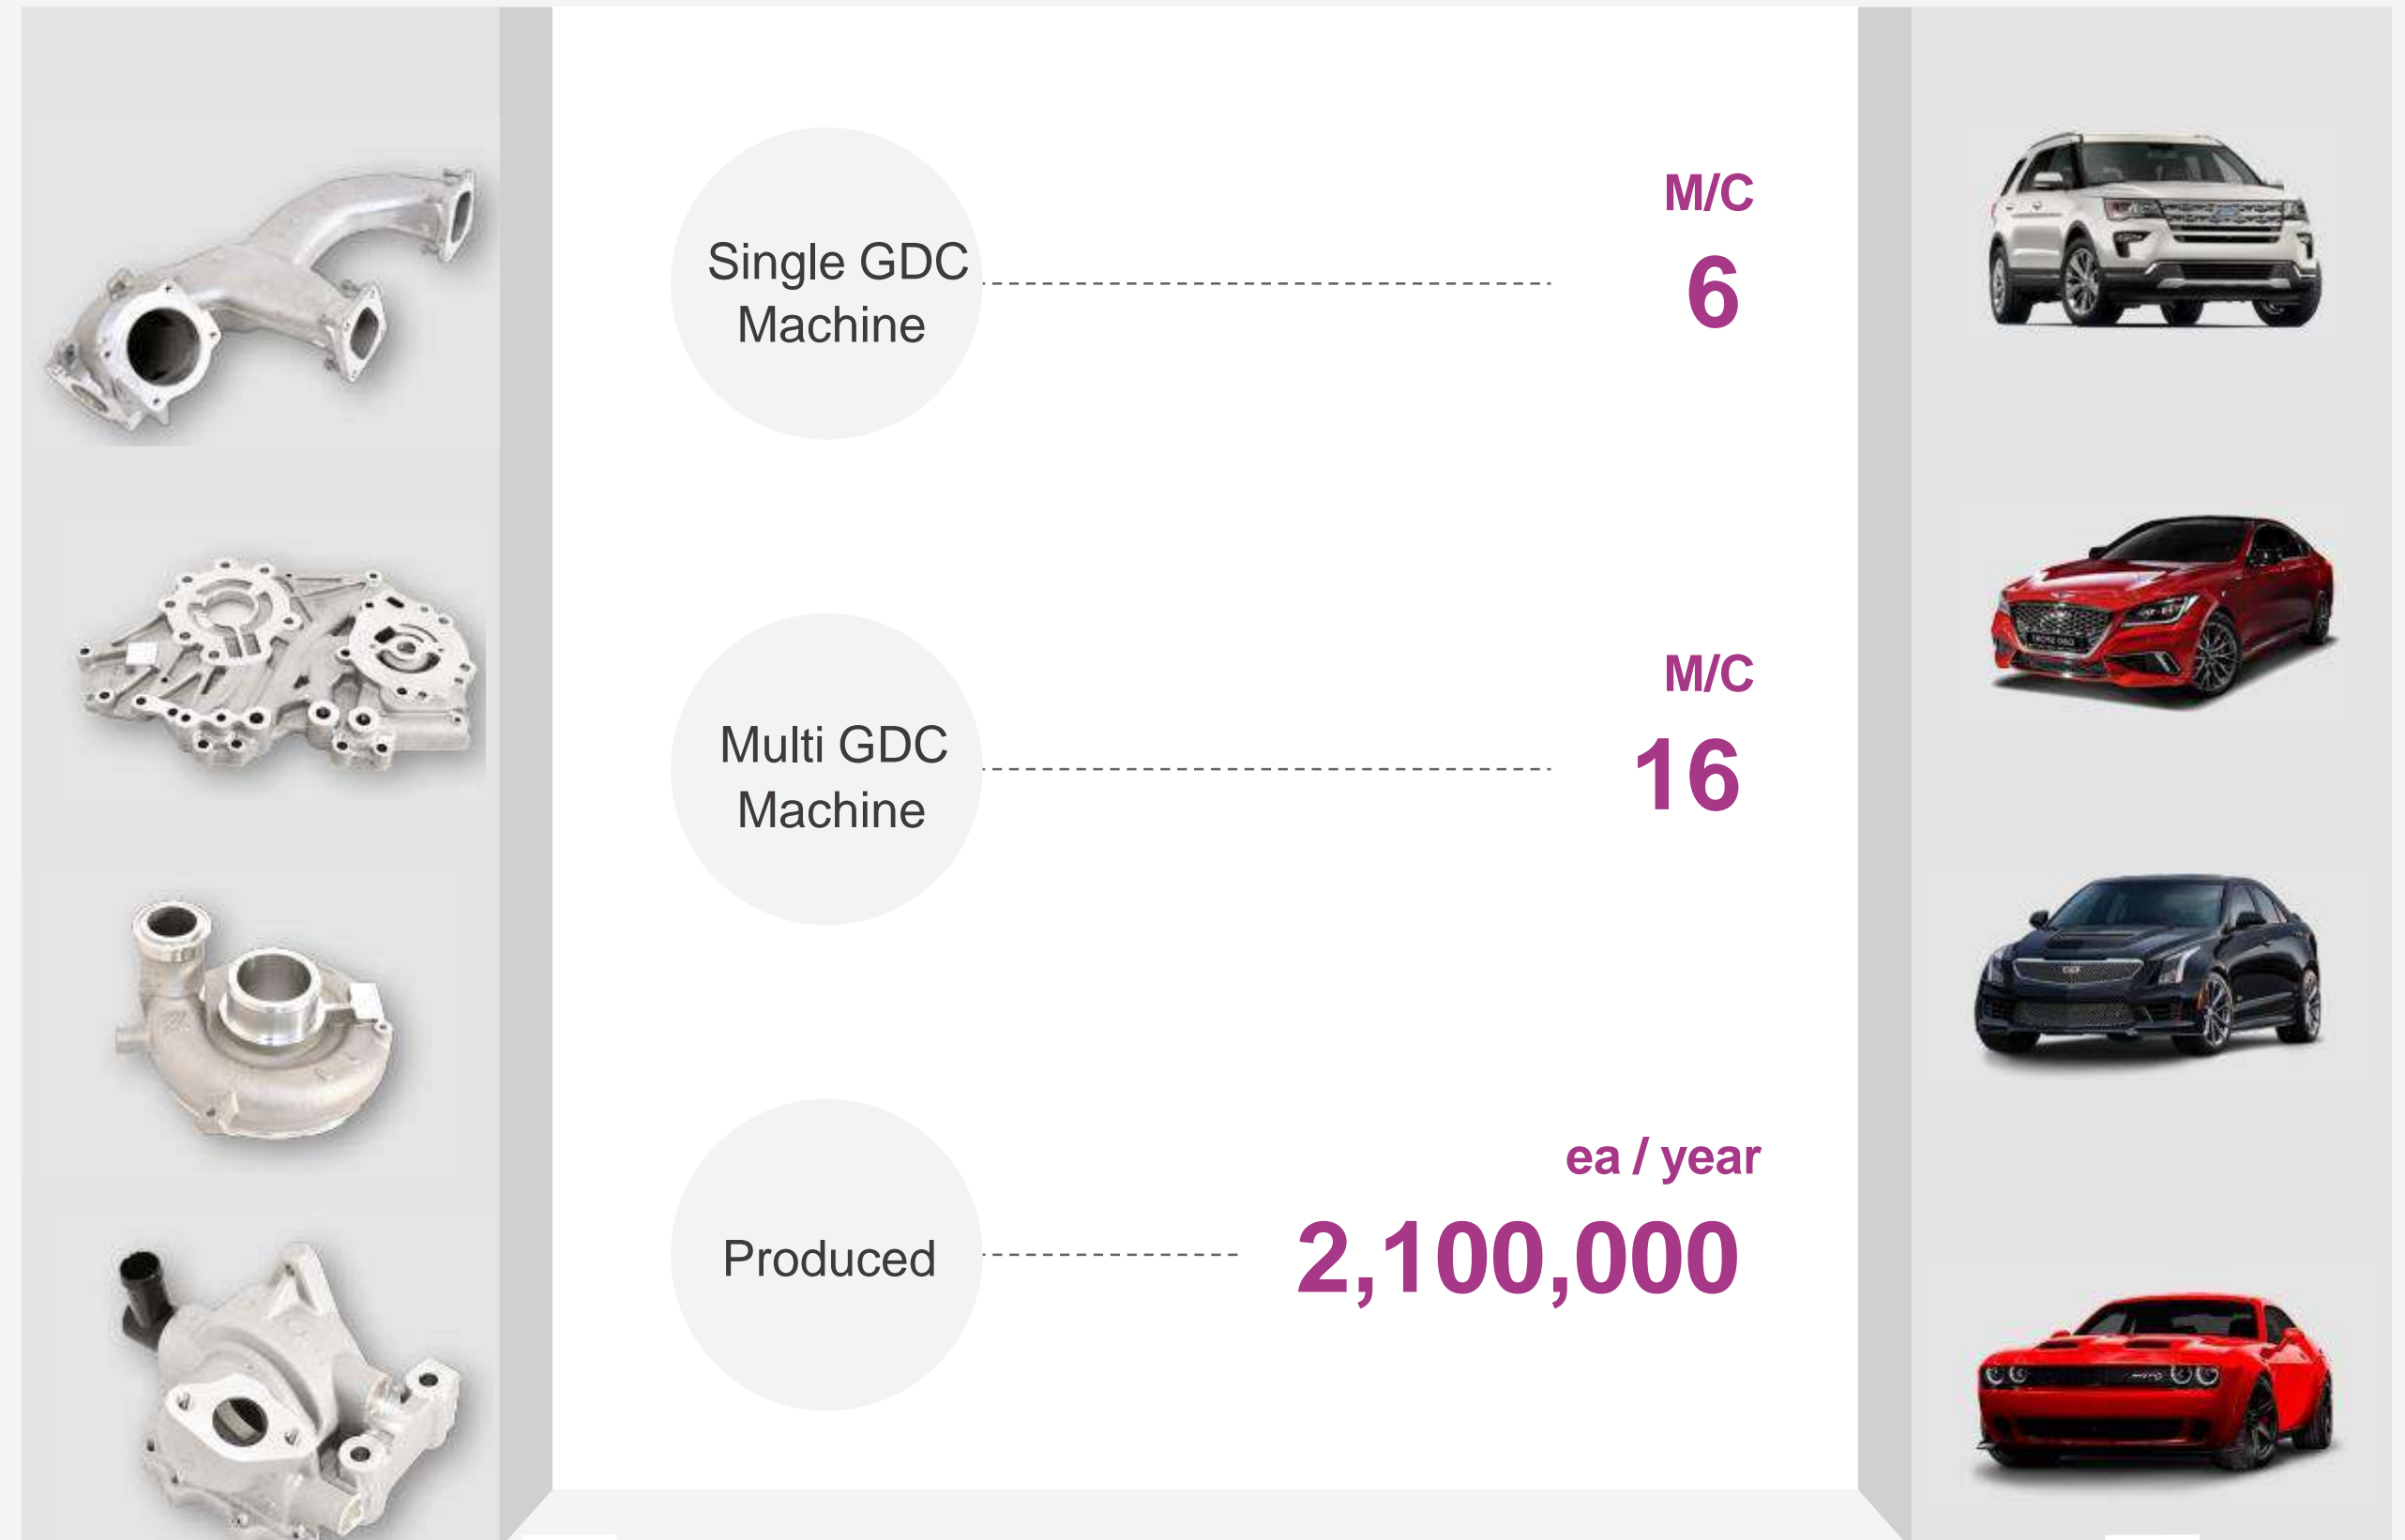 Single GDC
Machine
M/C
6
Multi GDC
Machine
M/C
16
Produced
ea / year
2,100,000